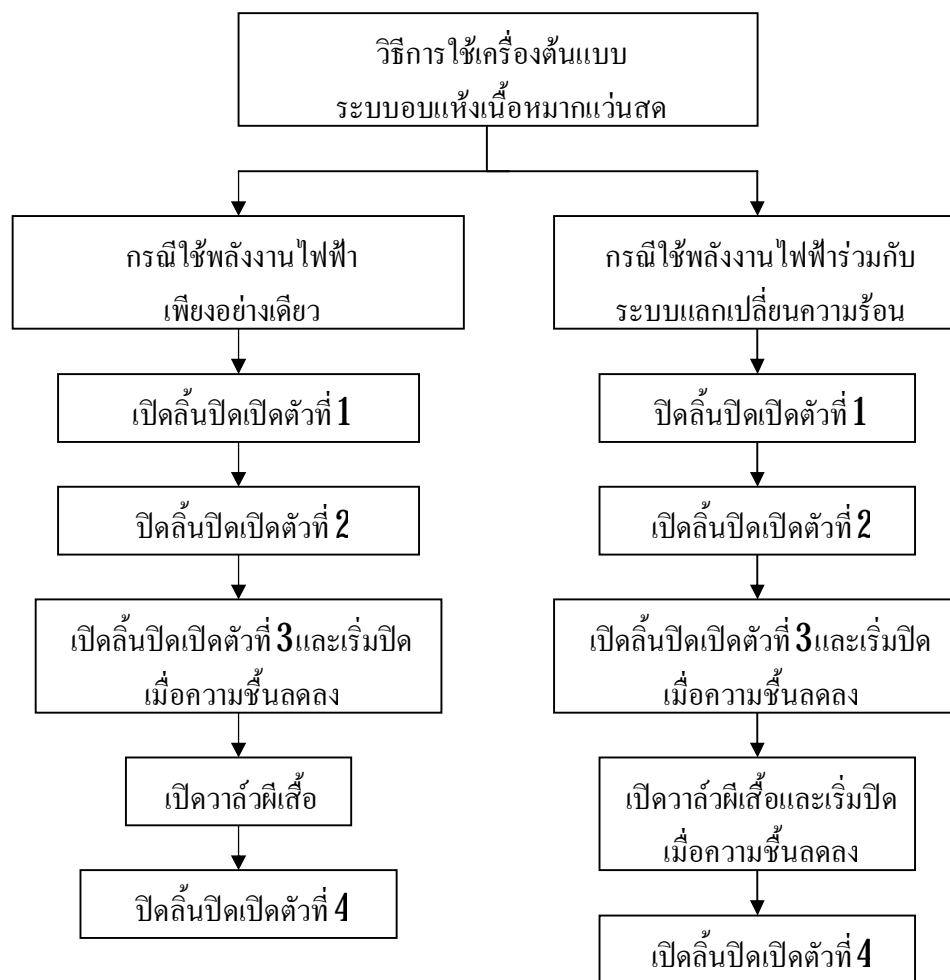 วิธีการใช้เครื่องต้นแบบ
ระบบอบแห้งเนื้อหมากแว่นสด
กรณีใช้พลังงานไฟฟ้า
เพียงอย่างเดียว
เปิดลิ้นปิดเปิดตัวที่ 1
ปิดลิ้นปิดเปิดตัวที่ 2
เปิดลิ้นปิดเปิดตัวที่ 3และเริ่มปิด
เมื่อความชื้นลดลง
เปิดวาล์วผีเสื้อ
ปิดลิ้นปิดเปิดตัวที่ 4
กรณีใช้พลังงานไฟฟ้าร่วมกับ
ระบบแลกเปลี่ยนความร้อน
ปิดลิ้นปิดเปิดตัวที่ 1
เปิดลิ้นปิดเปิดตัวที่ 2
เปิดลิ้นปิดเปิดตัวที่ 3และเริ่มปิด
เมื่อความชื้นลดลง
เปิดวาล์วผีเสื้อและเริ่มปิด
เมื่อความชื้นลดลง
เปิดลิ้นปิดเปิดตัวที่ 4